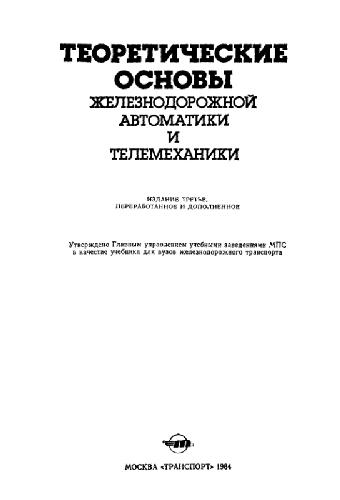 ТЕОРЕТИЧЕСКИЕ
ОСНОВЫ
ЖЕЛЕЗНОДОРОЖНОЙ
АВТОМАТИКИ
И
ТЕЛЕМЕХАНИКИ
ИЗДАНИЕ ТРЕТЬЕ,
ПЕРЕРАБОТАННОЕ И ДОПОЛНЕННОЕ
Утверждено Главным управлением учебными заведениями МПС
в качестве учебника для вузов железнодорожного транспорта
МОСКВА «ТРАНСПОРТ» 1984